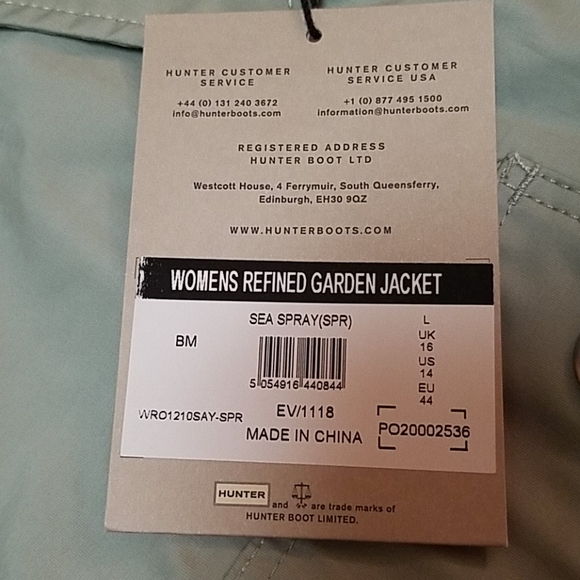 HUNTER CUSTOMER
SERVICE
+44 (0) 131 240 3672
info@hunterboots.com
HUNTER CUSTOMER
SERVICE USA
+1 (0) 877 495 1500
information@hunterboots.com
REGISTERED ADDRESS
HUNTER BOOT LTD
Westcott House, 4 Ferrymuir, South Queensferry,
Edinburgh, EH30 9QZ
WWW.HUNTERBOOTS.COM
WOMENS REFINED GARDEN JACKET
SEA SPRAY(SPR)
BM
5 054916 440844
L
UK
16
US
14
EU
44
WRO1210SAY-SPR
EV/1118
MADE IN CHINA
PO20002536
HUNTER and are trade marks of
HUNTER BOOT LIMITED.